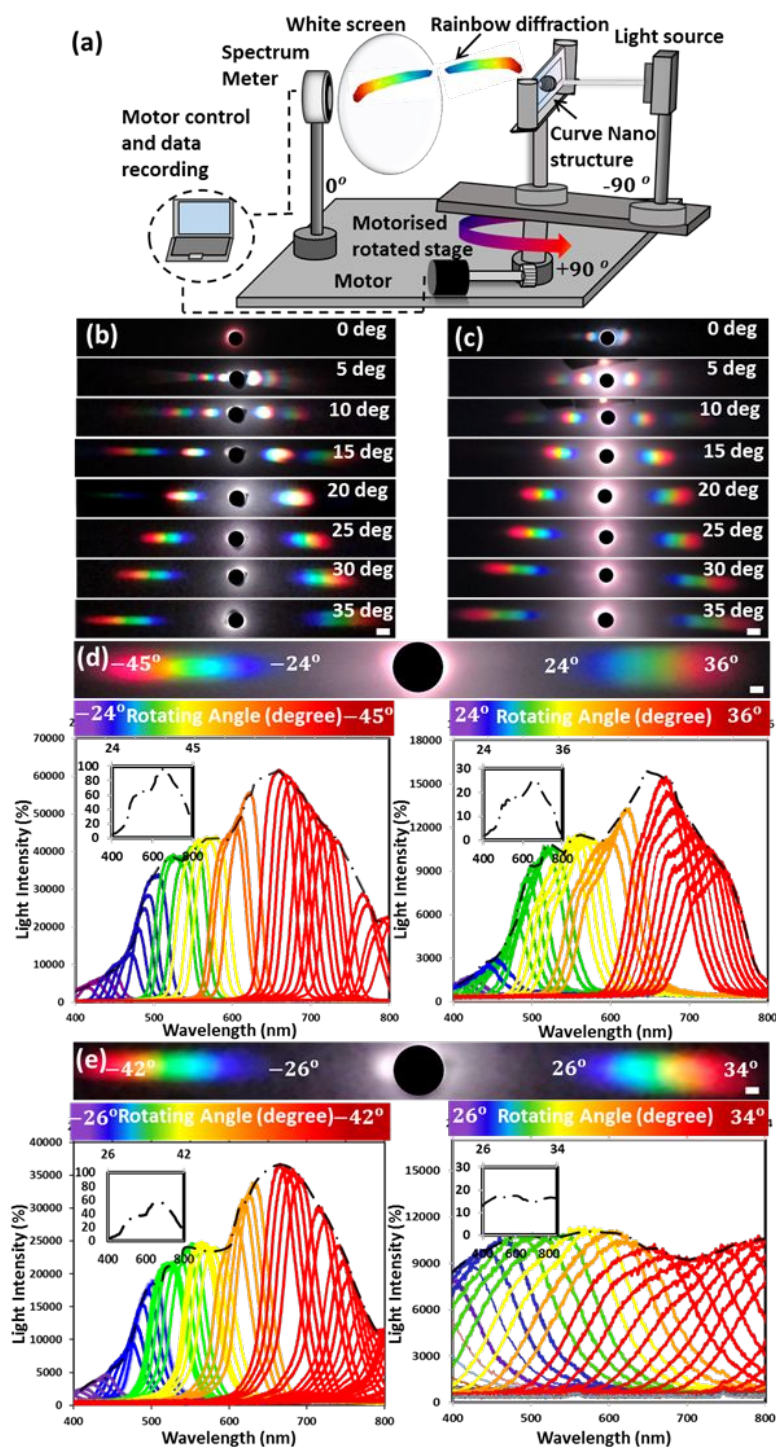 (a)
White screen
Rainbow diffraction
Spectrum
Meter
Light source
Motor control
and data
recording
Curve Nano
structure
0°
-90 °
Motorised
rotated stage
Motor
+90 °
(b)
0 deg
5 deg
10 deg
15 deg
20 deg
25 deg
30 deg
35 deg
(c)
0 deg
5 deg
10 deg
15 deg
20 deg
25 deg
30 deg
35 deg
(d)
−45° −24° 24° 36°
−24° Rotating Angle (degree) −45°
24 45
70000
60000
50000
40000
30000
20000
10000
0
Light Intensity (%)
100
80
60
40
20
0
400 600 800
400 500 600 700 800
Wavelength (nm)
24° Rotating Angle (degree) 36°
24 36
18000
15000
12000
9000
6000
3000
0
Light Intensity (%)
30
20
10
0
400 600 800
400 500 600 700 800
Wavelength (nm)
(e)
−42° −26° 26° 34°
−26° Rotating Angle (degree) −42°
26 42
40000
35000
30000
25000
20000
15000
10000
5000
0
Light Intensity (%)
100
80
60
40
20
0
400 600 800
400 500 600 700 800
Wavelength (nm)
26° Rotating Angle (degree) 34°
26 34
15000
12000
9000
6000
3000
0
Light Intensity (%)
30
20
10
0
400 600 800
400 500 600 700 800
Wavelength (nm)